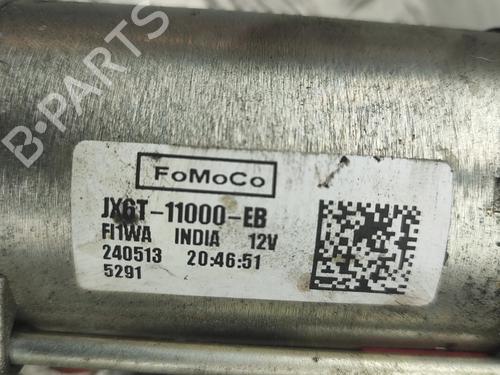 B-PARTS
FoMoCo
JX6T-11000-EB
FI1WA INDIA 12V
240513 20:46:51
5291